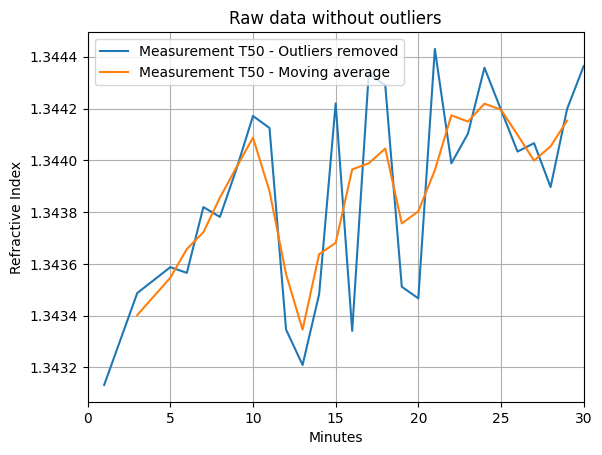 Raw data without outliers
Measurement T50 - Outliers removed
Measurement T50 - Moving average
1.3444
1.3442
1.3440
1.3438
1.3436
1.3434
1.3432
Refractive Index
0 5 10 15 20 25 30
Minutes